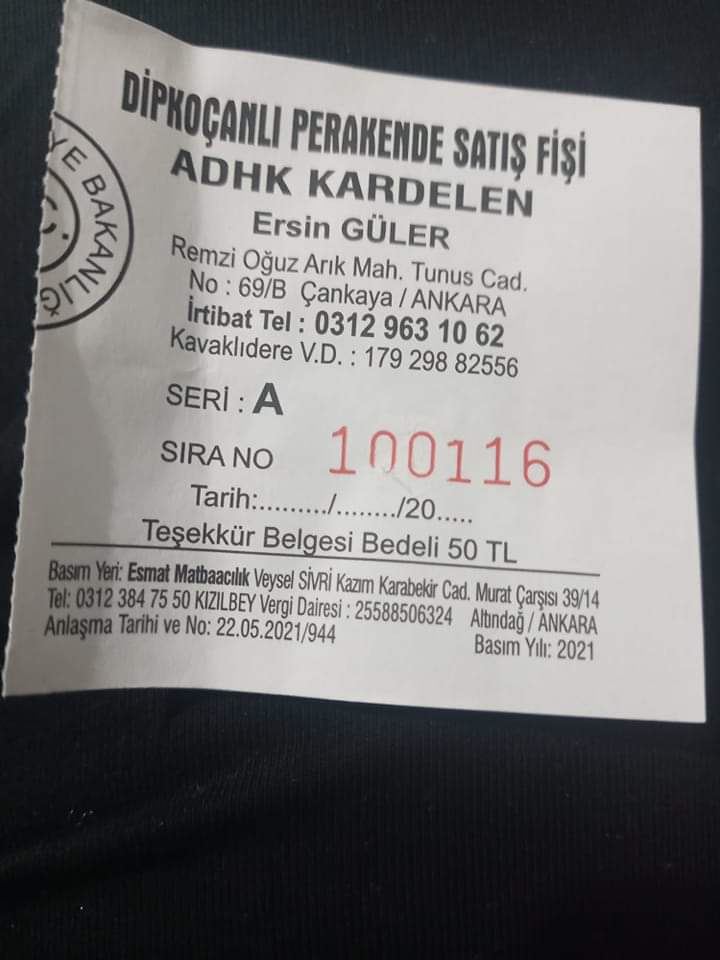 DİPKOÇANLI PERAKENDE SATIŞ FİŞİ
ADHK KARDELEN
Ersin GÜLER
Remzi Oğuz Arık Mah. Tunus Cad.
No : 69/B Çankaya / ANKARA
İrtibat Tel : 0312 963 10 62
Kavaklıdere V.D. : 179 298 82556
YE BAKANLIĞ
SERİ : A
SIRA NO 100116
Tarih:........./......../20.....
Teşekkür Belgesi Bedeli 50 TL
Basım Yeri: Esmat Matbaacılık Veysel SİVRİ Kazım Karabekir Cad. Murat Çarşısı 39/14
Tel: 0312 384 75 50 KIZILBEY Vergi Dairesi : 25588506324 Altındağ / ANKARA
Anlaşma Tarihi ve No: 22.05.2021/944 Basım Yılı: 2021